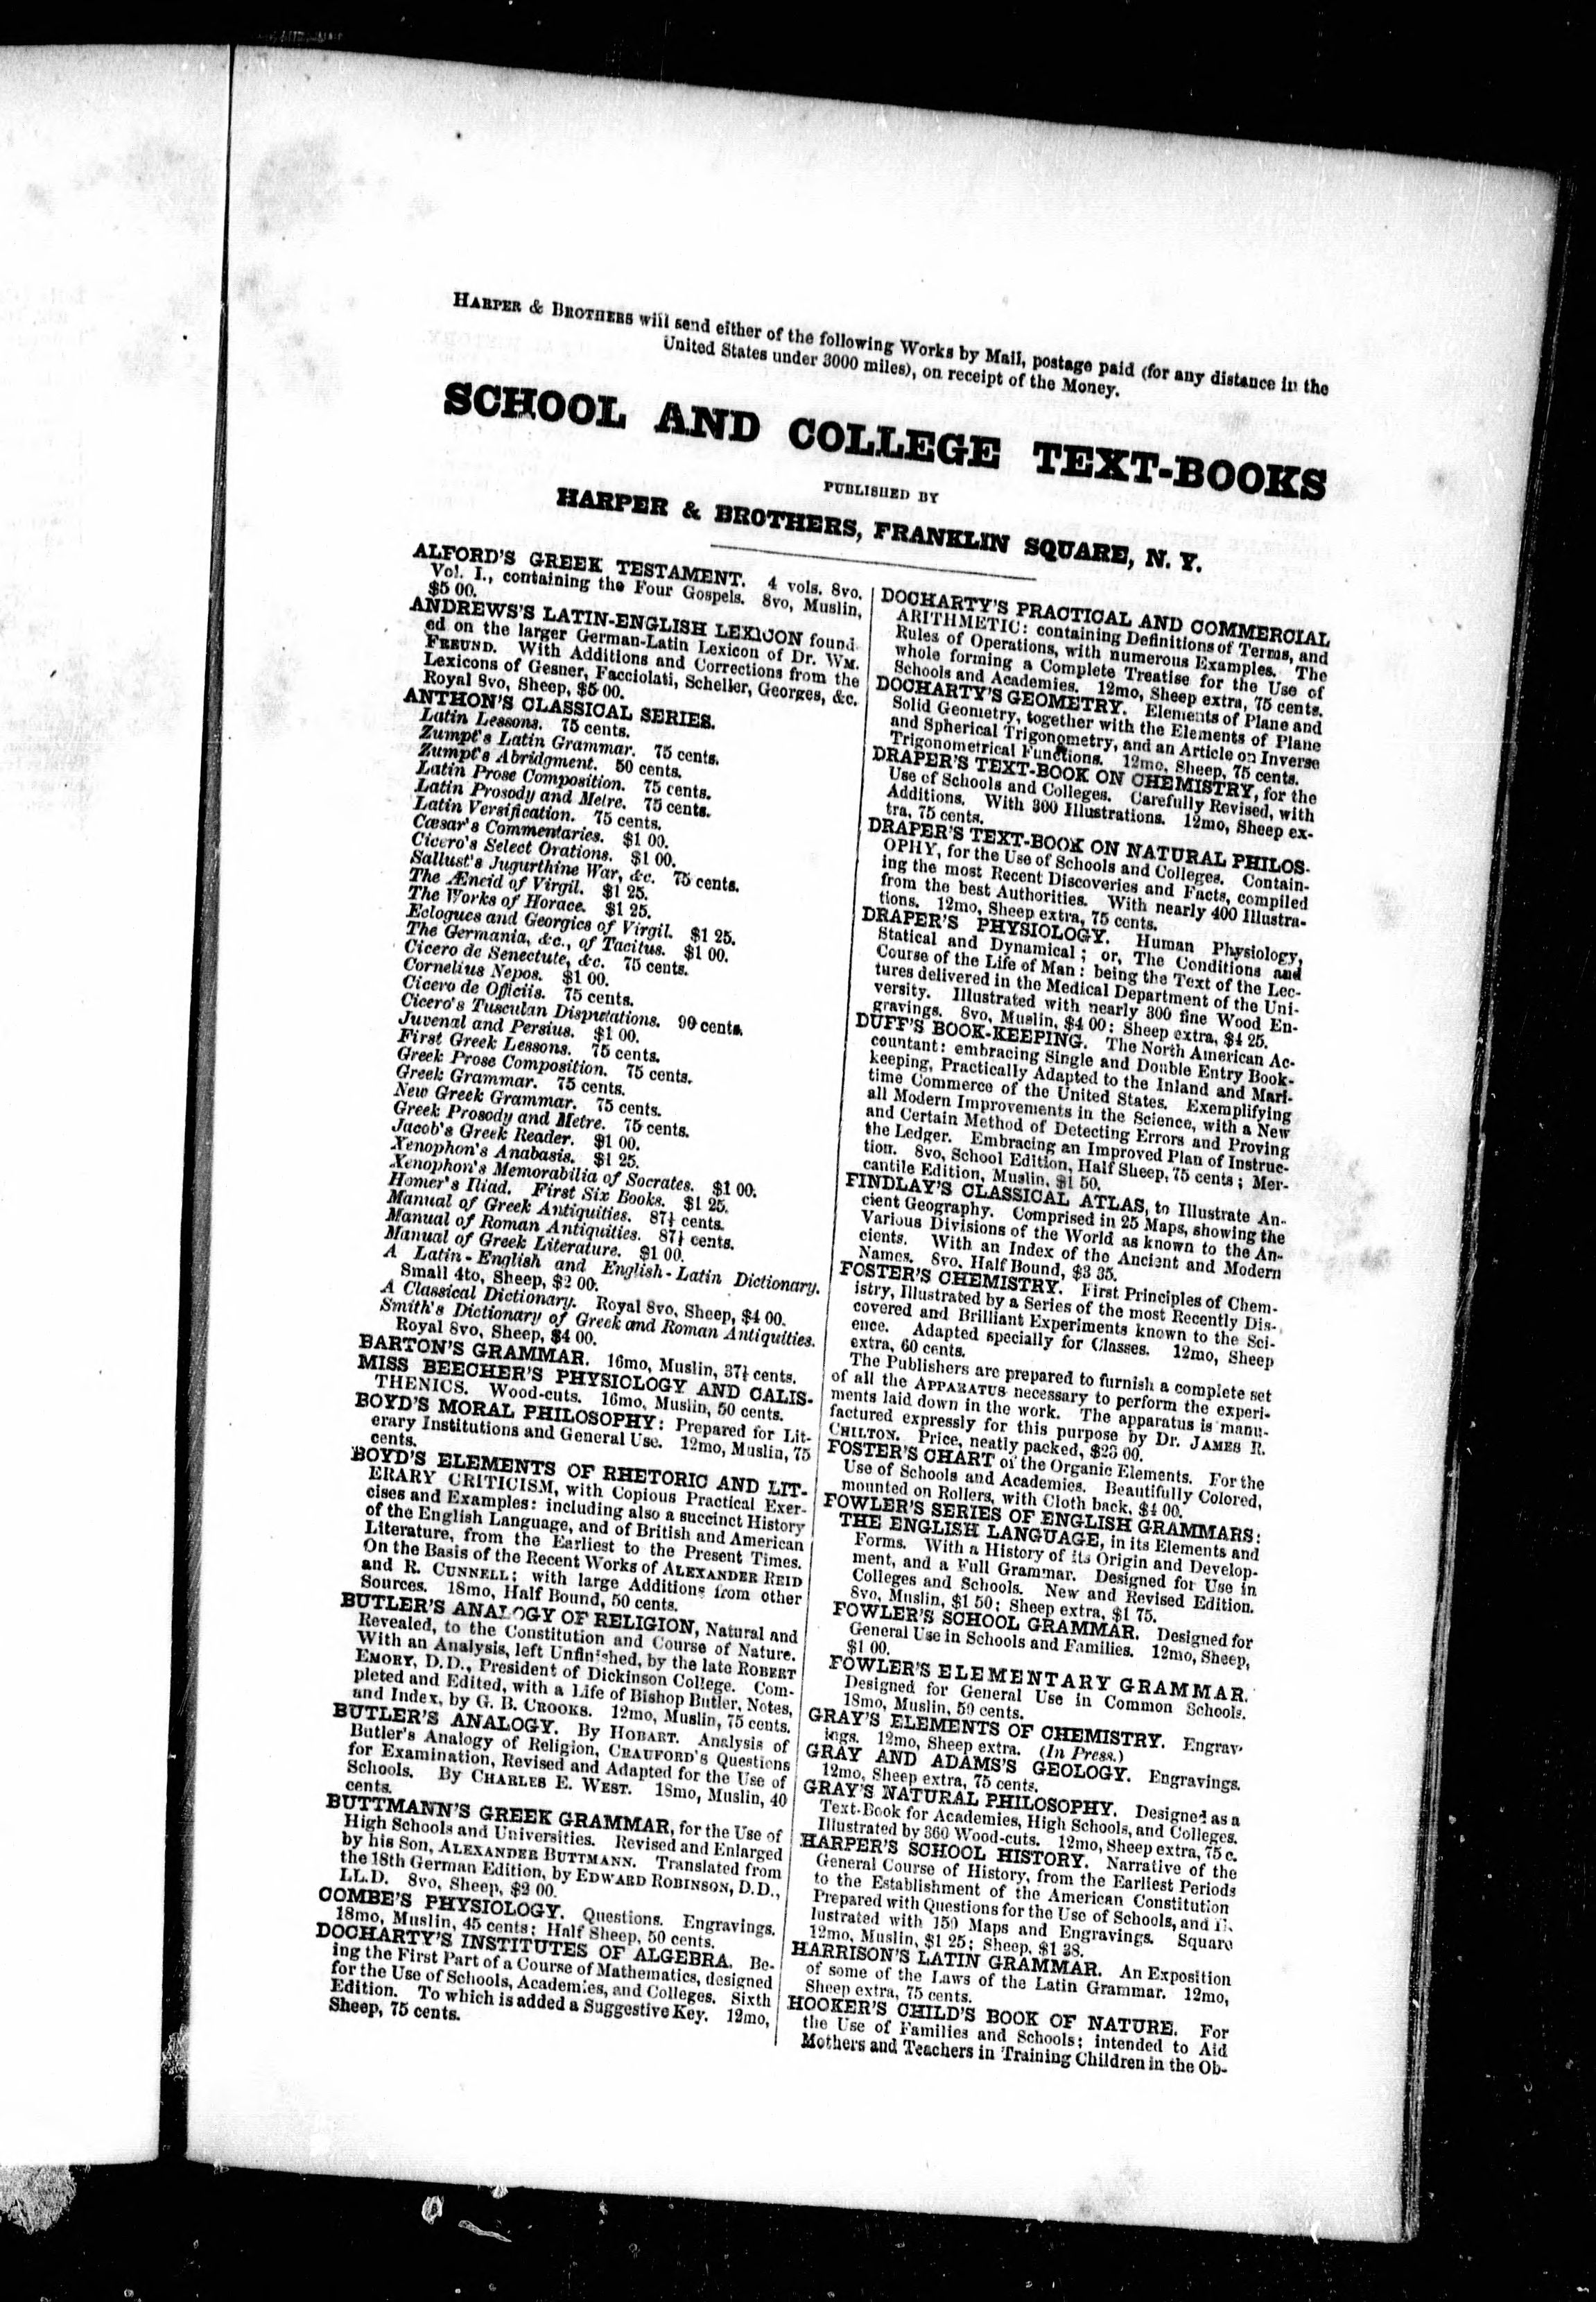 HARPER & BROTHERS will send either of the following Works by Mail, postage paid (for any distance in the
United States under 3000 miles), on receipt of the Money.
SCHOOL AND COLLEGE TEXT-BOOKS
PUBLISHED BY
HARPER & BROTHERS, FRANKLIN SQUARE, N. Y.
ALFORD'S GREEK TESTAMENT. 4 vols. 8vo.
Vol. I., containing the Four Gospels. 8vo, Muslin,
$5 00.
ANDREWS'S LATIN-ENGLISH LEXICON found-
ed on the larger German-Latin Lexicon of Dr. WM.
FREUND. With Additions and Corrections from the
Lexicons of Gesner, Facciolati, Scheller, Georges, &c.
Royal 8vo, Sheep, $5 00.
ANTHON'S CLASSICAL SERIES.
Latin Lessons. 75 cents.
Zumpt's Latin Grammar. 75 cents.
Zumpt's Abridgment. 50 cents.
Latin Prose Composition. 75 cents.
Latin Prosody and Metre. 75 cents.
Latin Versification. 75 cents.
Cæsar's Commentaries. $1 00.
Cicero's Select Orations. $1 00.
Sallust's Jugurthine War, &c. 75 cents.
The Æneid of Virgil. $1 25.
The Works of Horace. $1 25.
Eclogues and Georgics of Virgil. $1 25.
The Germania, &c., of Tacitus. $1 00.
Cicero de Senectute, &c. 75 cents.
Cornelius Nepos. $1 00.
Cicero de Officiis. 75 cents.
Cicero's Tusculan Disputations. 90 cents.
Juvenal and Persius. $1 00.
First Greek Lessons. 75 cents.
Greek Prose Composition. 75 cents.
Greek Grammar. 75 cents.
New Greek Grammar. 75 cents.
Greek Prosody and Metre. 75 cents.
Jacob's Greek Reader. $1 00.
Xenophon's Anabasis. $1 25.
Xenophon's Memorabilia of Socrates. $1 00.
Homer's Iliad. First Six Books. $1 25.
Manual of Greek Antiquities. 87½ cents.
Manual of Roman Antiquities. 87½ cents.
Manual of Greek Literature. $1 00.
A Latin-English and English-Latin Dictionary.
Small 4to, Sheep, $2 00.
A Classical Dictionary. Royal 8vo, Sheep, $4 00.
Smith's Dictionary of Greek and Roman Antiquities.
Royal 8vo, Sheep, $4 00.
BARTON'S GRAMMAR. 16mo, Muslin, 37½ cents.
MISS BEECHER'S PHYSIOLOGY AND CALIS-
THENICS. Wood-cuts. 16mo, Muslin, 50 cents.
BOYD'S MORAL PHILOSOPHY: Prepared for Lit-
erary Institutions and General Use. 12mo, Muslin, 75
cents.
BOYD'S ELEMENTS OF RHETORIC AND LIT-
ERARY CRITICISM, with Copious Practical Exer-
cises and Examples: including also a succinct History
of the English Language, and of British and American
Literature, from the Earliest to the Present Times.
On the Basis of the Recent Works of ALEXANDER REID
and R. CUNNELL; with large Additions from other
Sources. 18mo, Half Bound, 50 cents.
BUTLER'S ANALOGY OF RELIGION, Natural and
Revealed, to the Constitution and Course of Nature.
With an Analysis, left Unfinished, by the late ROBERT
EMORY, D.D., President of Dickinson College. Com-
pleted and Edited, with a Life of Bishop Butler, Notes,
and Index, by G. B. CROOKS. 12mo, Muslin, 75 cents.
BUTLER'S ANALOGY. By HOBART. Analysis of
Butler's Analogy of Religion, CRAUFORD'S Questions
for Examination, Revised and Adapted for the Use of
Schools. By CHARLES E. WEST. 18mo, Muslin, 40
cents.
BUTTMANN'S GREEK GRAMMAR, for the Use of
High Schools and Universities. Revised and Enlarged
by his Son, ALEXANDER BUTTMANN. Translated from
the 18th German Edition, by EDWARD ROBINSON, D.D.,
LL.D. 8vo, Sheep, $2 00.
COMBE'S PHYSIOLOGY. Questions. Engravings.
18mo, Muslin, 45 cents; Half Sheep, 50 cents.
DOCHARTY'S INSTITUTES OF ALGEBRA. Be-
ing the First Part of a Course of Mathematics, designed
for the Use of Schools, Academies, and Colleges. Sixth
Edition. To which is added a Suggestive Key. 12mo,
Sheep, 75 cents.
DOCHARTY'S PRACTICAL AND COMMERCIAL
ARITHMETIC: containing Definitions of Terms, and
Rules of Operations, with numerous Examples. The
whole forming a Complete Treatise for the Use of
Schools and Academies. 12mo, Sheep extra, 75 cents.
DOCHARTY'S GEOMETRY. Elements of Plane and
Solid Geometry, together with the Elements of Plane
and Spherical Trigonometry, and an Article on Inverse
Trigonometrical Functions. 12mo, Sheep, 75 cents.
DRAPER'S TEXT-BOOK ON CHEMISTRY, for the
Use of Schools and Colleges. Carefully Revised, with
Additions. With 300 Illustrations. 12mo, Sheep ex-
tra, 75 cents.
DRAPER'S TEXT-BOOK ON NATURAL PHILOS-
OPHY, for the Use of Schools and Colleges. Contain-
ing the most Recent Discoveries and Facts, compiled
from the best Authorities. With nearly 400 Illustra-
tions. 12mo, Sheep extra, 75 cents.
DRAPER'S PHYSIOLOGY. Human Physiology,
Statical and Dynamical; or, The Conditions and
Course of the Life of Man: being the Text of the Lec-
tures delivered in the Medical Department of the Uni-
versity. Illustrated with nearly 300 fine Wood En-
gravings. 8vo, Muslin, $4 00; Sheep extra, $4 25.
DUFF'S BOOK-KEEPING. The North American Ac-
countant: embracing Single and Double Entry Book-
keeping, Practically Adapted to the Inland and Mari-
time Commerce of the United States. Exemplifying
all Modern Improvements in the Science, with a New
and Certain Method of Detecting Errors and Proving
the Ledger. Embracing an Improved Plan of Instruc-
tion. 8vo, School Edition, Half Sheep, 75 cents; Mer-
cantile Edition, Muslin, $1 50.
FINDLAY'S CLASSICAL ATLAS, to Illustrate An-
cient Geography. Comprised in 25 Maps, showing the
Various Divisions of the World as known to the An-
cients. With an Index of the Ancient and Modern
Names. 8vo, Half Bound, $3 35.
FOSTER'S CHEMISTRY. First Principles of Chem-
istry, Illustrated by a Series of the most Recently Dis-
covered and Brilliant Experiments known to the Sci-
ence. Adapted specially for Classes. 12mo, Sheep
extra, 60 cents.
The Publishers are prepared to furnish a complete set
of all the APPARATUS necessary to perform the experi-
ments laid down in the work. The apparatus is manu-
factured expressly for this purpose by Dr. JAMES R.
CHILTON. Price, neatly packed, $25 00.
FOSTER'S CHART of the Organic Elements. For the
Use of Schools and Academies. Beautifully Colored,
mounted on Rollers, with Cloth back, $4 00.
FOWLER'S SERIES OF ENGLISH GRAMMARS:
THE ENGLISH LANGUAGE, in its Elements and
Forms. With a History of its Origin and Develop-
ment, and a Full Grammar. Designed for Use in
Colleges and Schools. New and Revised Edition.
8vo, Muslin, $1 50; Sheep extra, $1 75.
FOWLER'S SCHOOL GRAMMAR. Designed for
General Use in Schools and Families. 12mo, Sheep,
$1 00.
FOWLER'S ELEMENTARY GRAMMAR.
Designed for General Use in Common Schools.
18mo, Muslin, 50 cents.
GRAY'S ELEMENTS OF CHEMISTRY. Engrav-
ings. 12mo, Sheep extra. (In Press.)
GRAY AND ADAMS'S GEOLOGY. Engravings.
12mo, Sheep extra, 75 cents.
GRAY'S NATURAL PHILOSOPHY. Designed as a
Text-Book for Academies, High Schools, and Colleges.
Illustrated by 360 Wood-cuts. 12mo, Sheep extra, 75 c.
HARPER'S SCHOOL HISTORY. Narrative of the
General Course of History, from the Earliest Periods
to the Establishment of the American Constitution
Prepared with Questions for the Use of Schools, and Il-
lustrated with 150 Maps and Engravings. Square
12mo, Muslin, $1 25; Sheep, $1 38.
HARRISON'S LATIN GRAMMAR. An Exposition
of some of the Laws of the Latin Grammar. 12mo,
Sheep extra, 75 cents.
HOOKER'S CHILD'S BOOK OF NATURE. For
the Use of Families and Schools; intended to Aid
Mothers and Teachers in Training Children in the Ob-